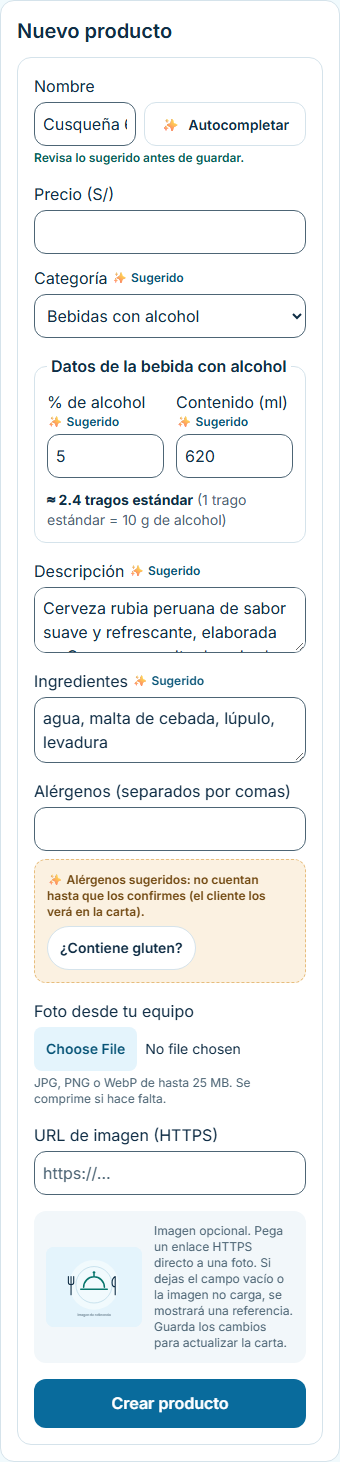 Nuevo producto
Nombre
Cusqueña
✨ Autocompletar
Revisa lo sugerido antes de guardar.
Precio (S/)
Categoría ✨ Sugerido
Bebidas con alcohol
Datos de la bebida con alcohol
% de alcohol
✨ Sugerido
5
Contenido (ml)
✨ Sugerido
620
≈ 2.4 tragos estándar (1 trago
estándar = 10 g de alcohol)
Descripción ✨ Sugerido
Cerveza rubia peruana de sabor
suave y refrescante, elaborada
Ingredientes ✨ Sugerido
agua, malta de cebada, lúpulo,
levadura
Alérgenos (separados por comas)
✨ Alérgenos sugeridos: no cuentan
hasta que los confirmes (el cliente los
verá en la carta).
¿Contiene gluten?
Foto desde tu equipo
Choose File No file chosen
JPG, PNG o WebP de hasta 25 MB. Se
comprime si hace falta.
URL de imagen (HTTPS)
https://...
Imagen de referencia
Imagen opcional. Pega
un enlace HTTPS
directo a una foto. Si
dejas el campo vacío o
la imagen no carga, se
mostrará una referencia.
Guarda los cambios
para actualizar la carta.
Crear producto